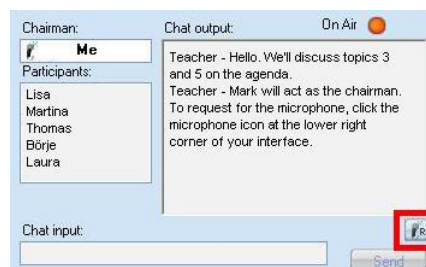 Chairman:
Me
Participants:
Lisa
Martina
Thomas
Börje
Laura
Chat output:
On Air
Teacher - Hello. We'll discuss topics 3
and 5 on the agenda.
Teacher - Mark will act as the chairman.
To request for the microphone, click the
microphone icon at the lower right
corner of your interface.
R
Chat input:
Send